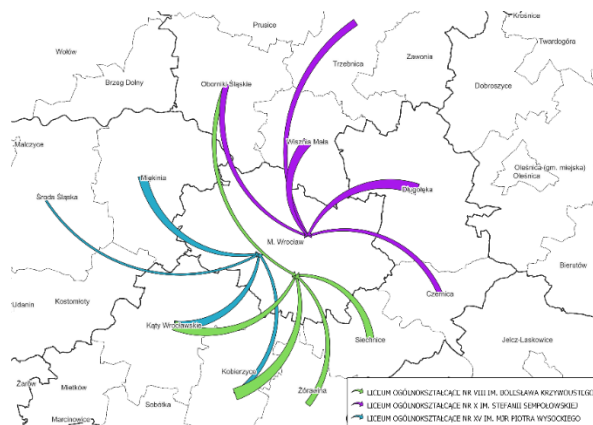 Krośnice
Prusice
Twardogóra
Wołów
Trzebnica
Zawonia
Brzeg Dolny
Oborniki Śląskie
Dobroszyce
Wisznia Mała
Malczyce
Oleśnica (gm. miejska)
Oleśnica
Miękinia
Długołęka
Środa Śląska
M. Wrocław
Bierutów
Czernica
Udanin
Kostomłoty
Kąty Wrocławskie
Siechnice
Jelcz-Laskowice
Kobierzyce
Żarów
Mietków
Żórawina
Sobótka
Marcinowice
LICEUM OGÓLNOKSZTAŁCĄCE NR VIII IM. BOLESŁAWA KRZYWOUSTEGO
LICEUM OGÓLNOKSZTAŁCĄCE NR X IM. STEFANII SEMPOŁOWSKIEJ
LICEUM OGÓLNOKSZTAŁCĄCE NR XV IM. MJR PIOTRA WYSOCKIEGO